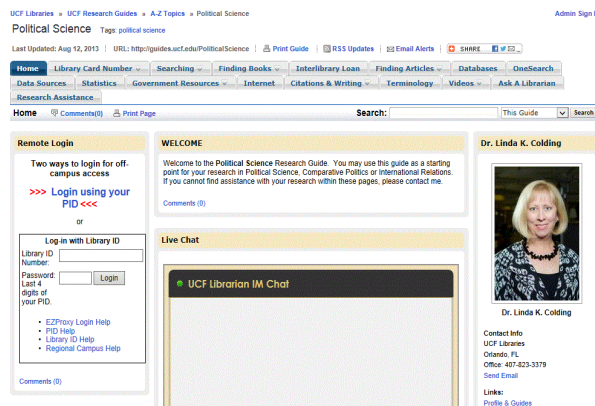 UCF Libraries » UCF Research Guides » A-Z Topics » Political Science
Admin Sign I
Political Science Tags: political science
Last Updated: Aug 12, 2013 | URL: http://guides.ucf.edu/PoliticalScience | Print Guide | RSS Updates | Email Alerts | SHARE
Home Library Card Number Searching Finding Books Interlibrary Loan Finding Articles Databases OneSearch
Data Sources Statistics Government Resources Internet Citations & Writing Terminology Videos Ask A Librarian
Research Assistance
Home Comments(0) Print Page Search: This Guide Search
Remote Login
Two ways to login for off-
campus access
>>> Login using your
PID <<<
or
Log-in with Library ID
Library ID
Number:
Password:
Last 4
digits of
your PID.
Login
• EZProxy Login Help
• PID Help
• Library ID Help
• Regional Campus Help
Comments (0)
WELCOME
Welcome to the Political Science Research Guide. You may use this guide as a starting
point for your research in Political Science, Comparative Politics or International Relations.
If you cannot find assistance with your research within these pages, please contact me.
Comments (0)
Live Chat
UCF Librarian IM Chat
Dr. Linda K. Colding
Dr. Linda K. Colding
Contact Info
UCF Libraries
Orlando, FL
Office: 407-823-3379
Send Email
Links:
Profile & Guides